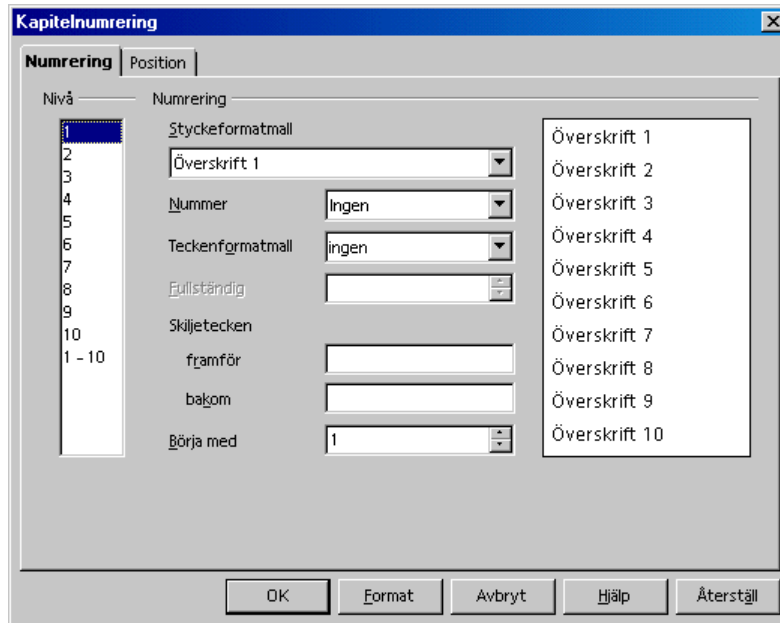 Kapitelnumrering
Numrering Position
Nivå
1
2
3
4
5
6
7
8
9
10
1 – 10
Numrering
Styckeformatmall
Överskrift 1
Nummer Ingen
Teckenformatmall ingen
Fullständig
Skiljetecken
framför
bakom
Börja med 1
Överskrift 1
Överskrift 2
Överskrift 3
Överskrift 4
Överskrift 5
Överskrift 6
Överskrift 7
Överskrift 8
Överskrift 9
Överskrift 10
OK Format Avbryt Hjälp Återställ